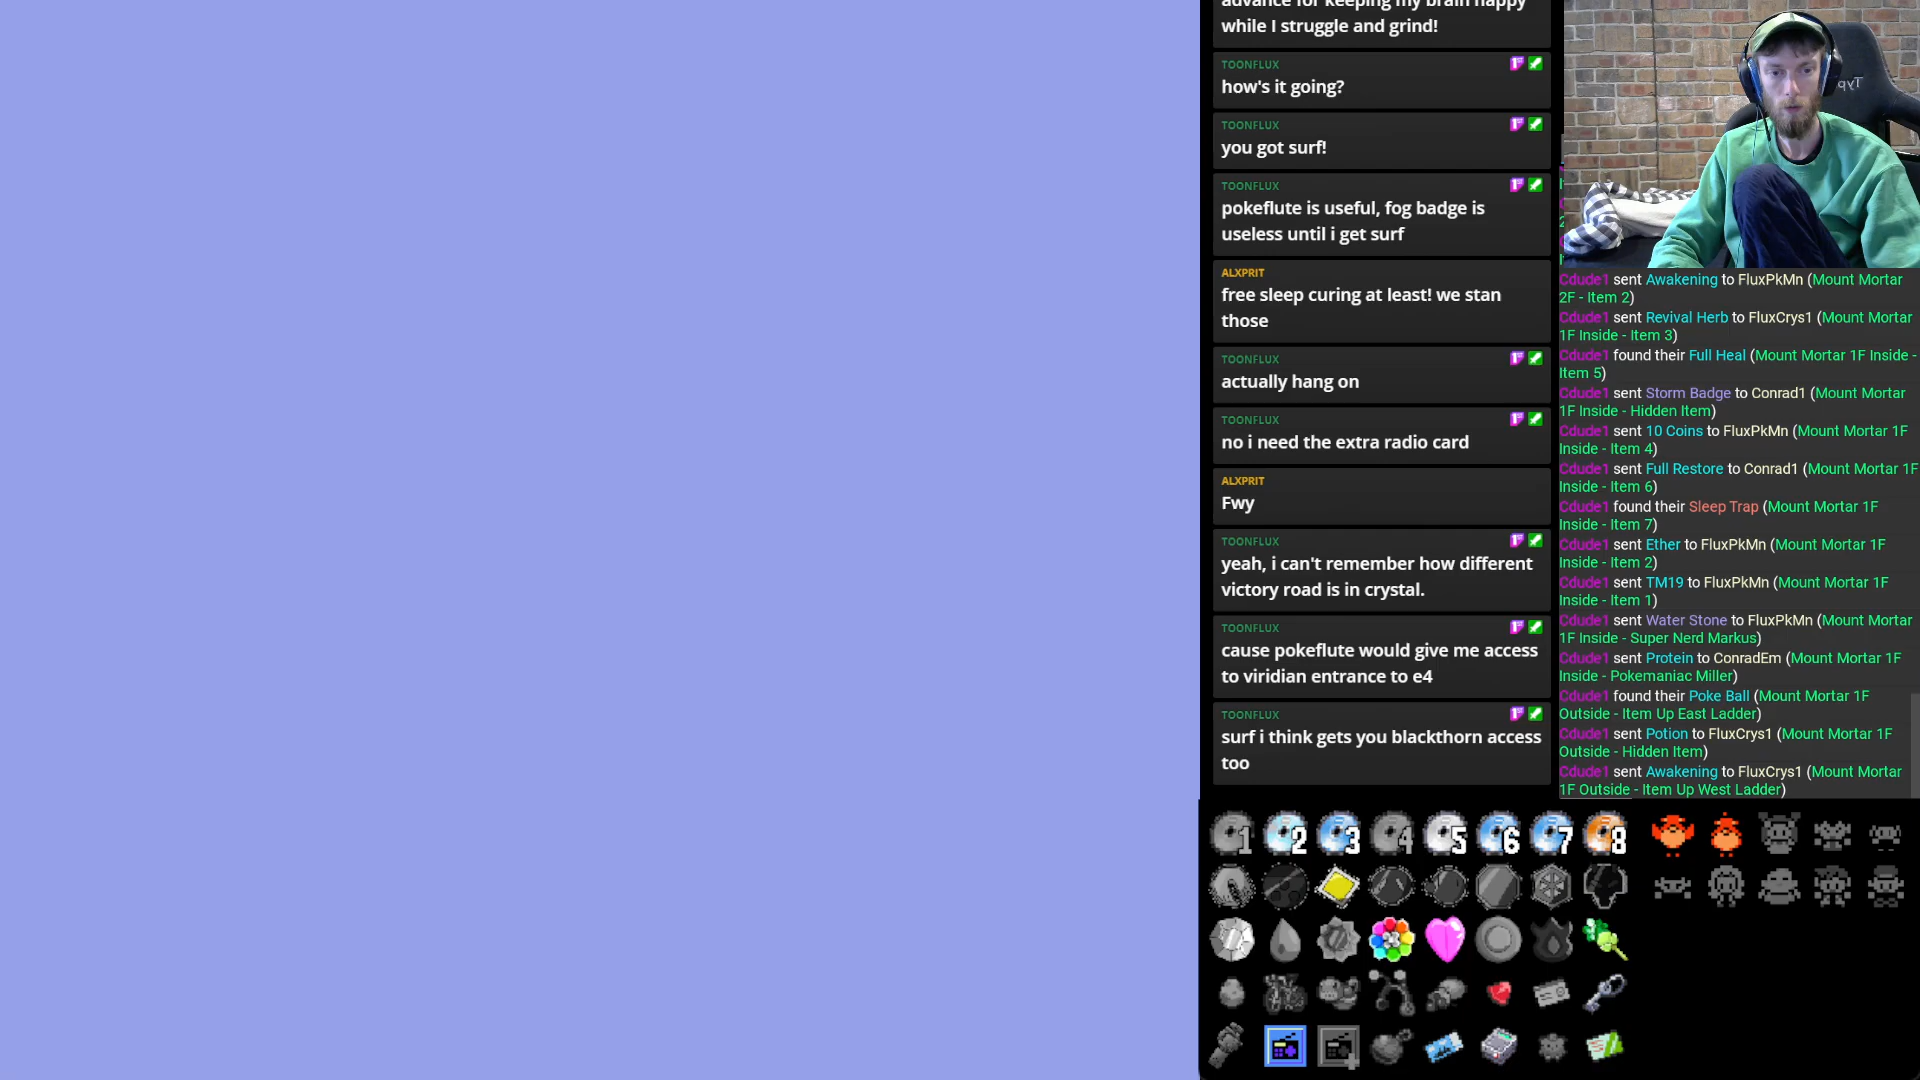 advance for keeping my brain happy
while I struggle and grind!
TOONFLUX
how's it going?
TOONFLUX
you got surf!
TOONFLUX
pokeflute is useful, fog badge is
useless until i get surf
ALXPRIT
free sleep curing at least! we stan
those
TOONFLUX
actually hang on
TOONFLUX
no i need the extra radio card
ALXPRIT
Fwy
TOONFLUX
yeah, i can't remember how different
victory road is in crystal.
TOONFLUX
cause pokeflute would give me access
to viridian entrance to e4
TOONFLUX
surf i think gets you blackthorn access
too
Cdude1 sent Awakening to FluxPkMn (Mount Mortar
2F - Item 2)
Cdude1 sent Revival Herb to FluxCrys1 (Mount Mortar
1F Inside - Item 3)
Cdude1 found their Full Heal (Mount Mortar 1F Inside -
Item 5)
Cdude1 sent Storm Badge to Conrad1 (Mount Mortar
1F Inside - Hidden Item)
Cdude1 sent 10 Coins to FluxPkMn (Mount Mortar 1F
Inside - Item 4)
Cdude1 sent Full Restore to Conrad1 (Mount Mortar 1F
Inside - Item 6)
Cdude1 found their Sleep Trap (Mount Mortar 1F
Inside - Item 7)
Cdude1 sent Ether to FluxPkMn (Mount Mortar 1F
Inside - Item 2)
Cdude1 sent TM19 to FluxPkMn (Mount Mortar 1F
Inside - Item 1)
Cdude1 sent Water Stone to FluxPkMn (Mount Mortar
1F Inside - Super Nerd Markus)
Cdude1 sent Protein to ConradEm (Mount Mortar 1F
Inside - Pokemaniac Miller)
Cdude1 found their Poke Ball (Mount Mortar 1F
Outside - Item Up East Ladder)
Cdude1 sent Potion to FluxCrys1 (Mount Mortar 1F
Outside - Hidden Item)
Cdude1 sent Awakening to FluxCrys1 (Mount Mortar
1F Outside - Item Up West Ladder)
1 2 3 4 5 6 7 8